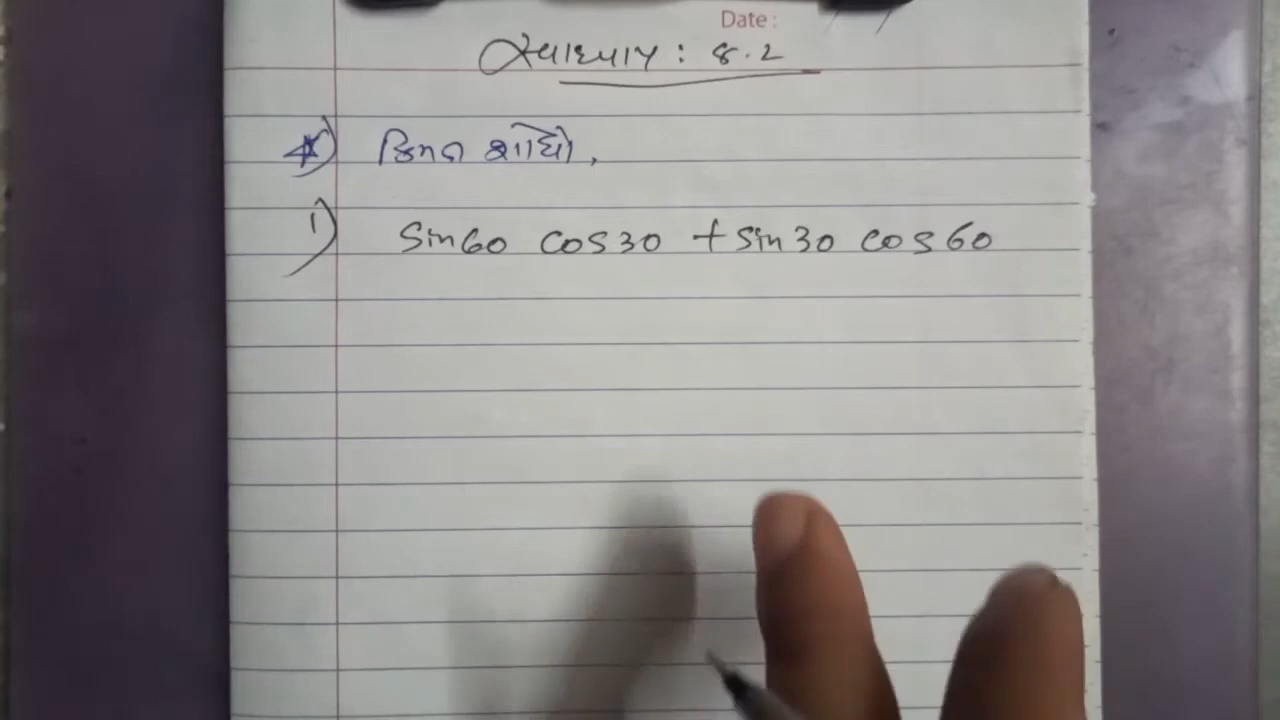 Date :
સ્વાધ્યાય : 8.2
*) કિંમત શોધો,
1) Sin60 cos30 + sin30 cos60